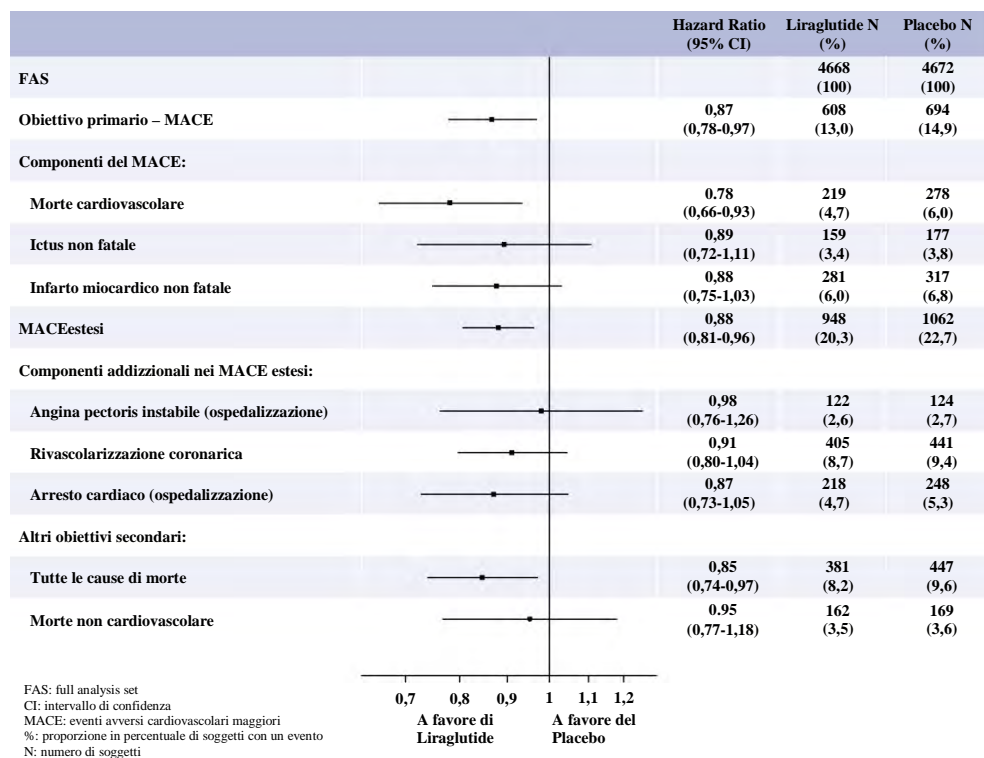 Hazard Ratio Liraglutide N Placebo N
(95% CI) (%) (%)
FAS 4668 4672
(100) (100)
Obiettivo primario – MACE 0,87 608 694
(0,78-0,97) (13,0) (14,9)
Componenti del MACE:
Morte cardiovascolare 0.78 219 278
(0,66-0,93) (4,7) (6,0)
Ictus non fatale 0,89 159 177
(0,72-1,11) (3,4) (3,8)
Infarto miocardico non fatale 0,88 281 317
(0,75-1,03) (6,0) (6,8)
MACEestesi 0,88 948 1062
(0,81-0,96) (20,3) (22,7)
Componenti addizzionali nei MACE estesi:
Angina pectoris instabile (ospedalizzazione) 0,98 122 124
(0,76-1,26) (2,6) (2,7)
Rivascolarizzazione coronarica 0,91 405 441
(0,80-1,04) (8,7) (9,4)
Arresto cardiaco (ospedalizzazione) 0,87 218 248
(0,73-1,05) (4,7) (5,3)
Altri obiettivi secondari:
Tutte le cause di morte 0,85 381 447
(0,74-0,97) (8,2) (9,6)
Morte non cardiovascolare 0.95 162 169
(0,77-1,18) (3,5) (3,6)
0,7 0,8 0,9 1 1,1 1,2
A favore di A favore del
Liraglutide Placebo
FAS: full analysis set
CI: intervallo di confidenza
MACE: eventi avversi cardiovascolari maggiori
%: proporzione in percentuale di soggetti con un evento
N: numero di soggetti